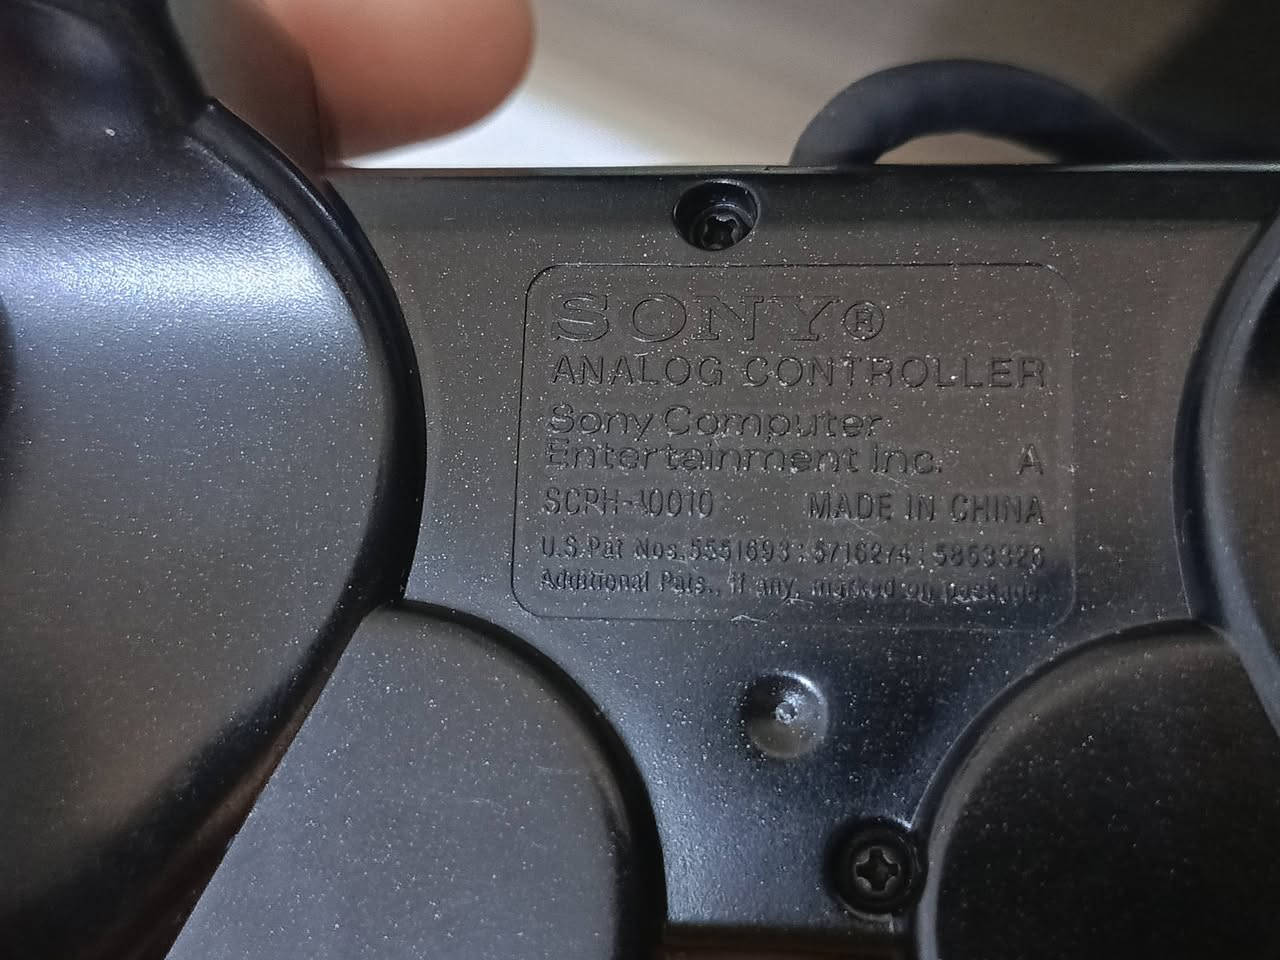 SONY®
ANALOG CONTROLLER
Sony Computer
Entertainment Inc. A
SCPH-10010 MADE IN CHINA
U.S.Pat Nos.5551693;5716274;5853326
Additional Pats., if any, marked on package.